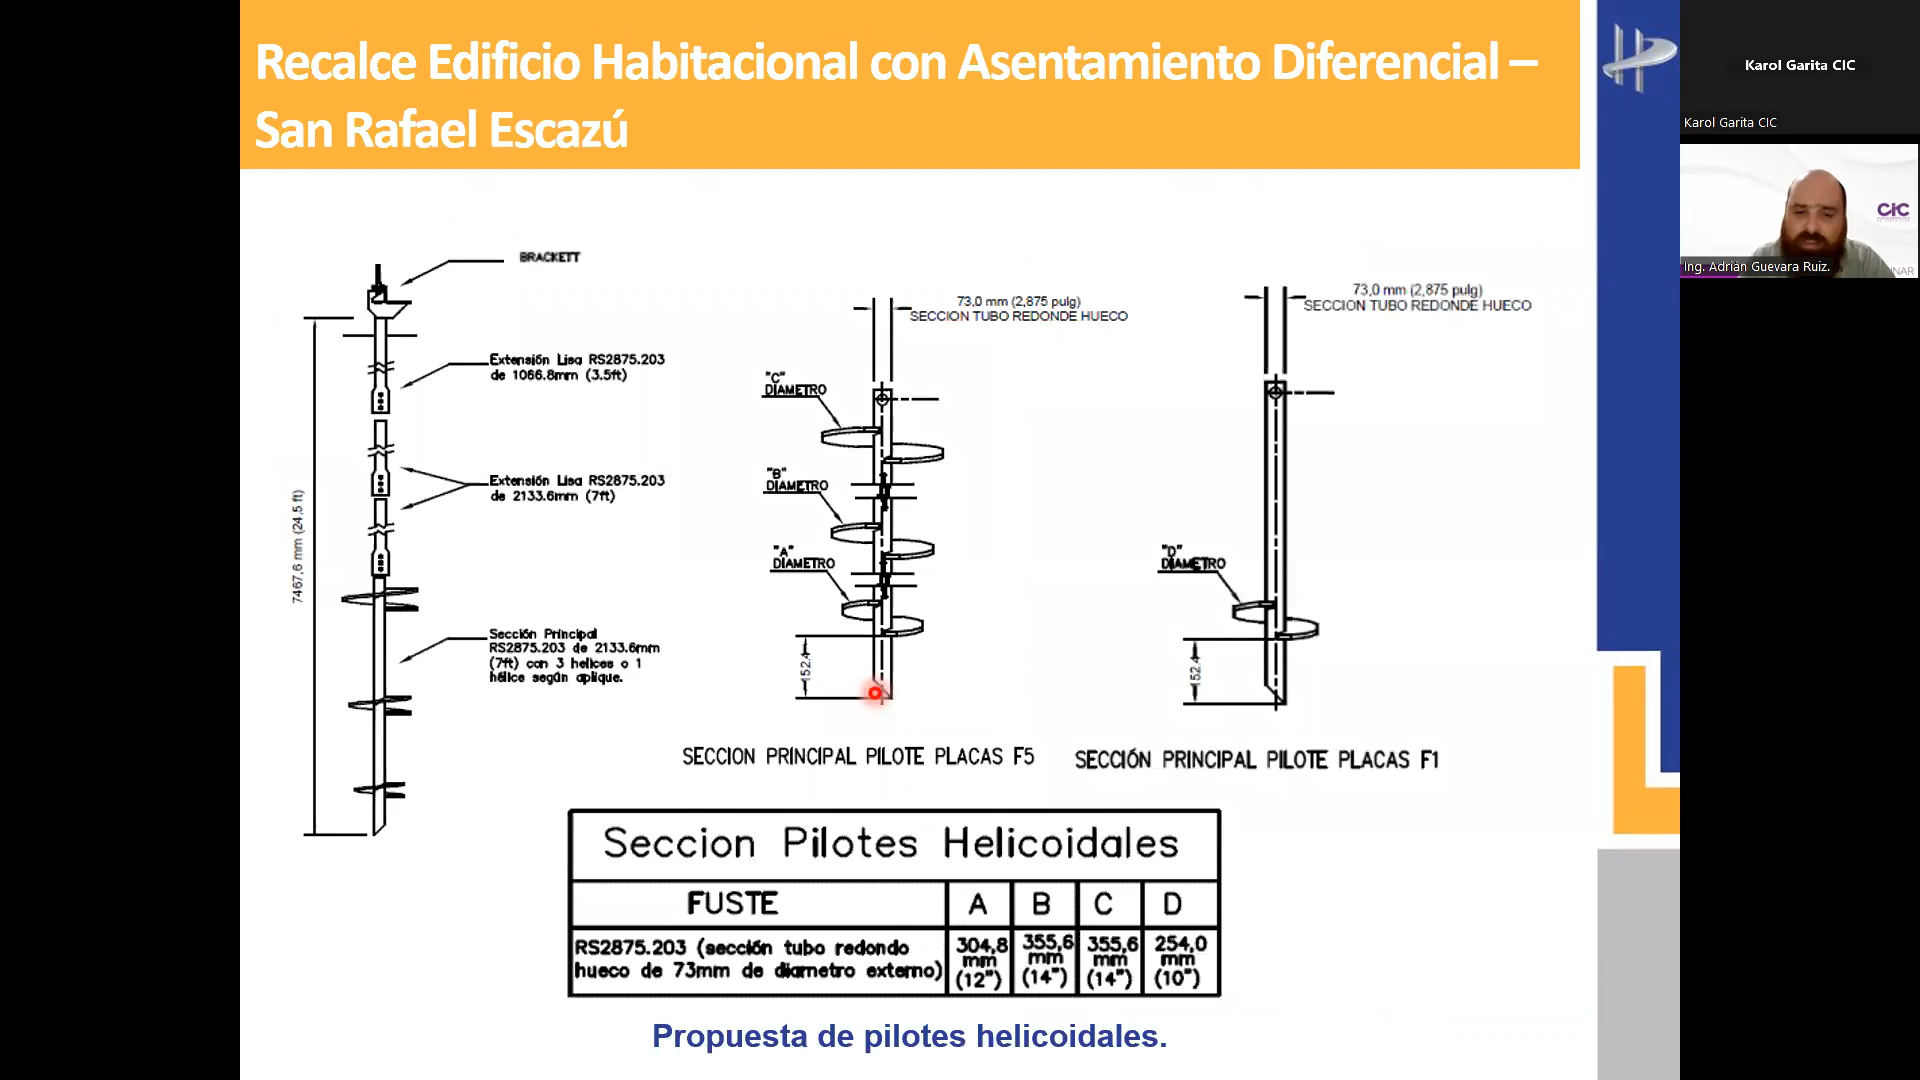 Recalce Edificio Habitacional con Asentamiento Diferencial –
San Rafael Escazú
Karol Garita CIC
Karol Garita CIC
CIC
INAR
Ing. Adrián Guevara Ruiz.
BRACKETT
Extensión Lisa RS2875.203
de 1066.8mm (3.5ft)
Extensión Lisa RS2875.203
de 2133.6mm (7ft)
7467,6 mm (24,5 ft)
Sección Principal
RS2875.203 de 2133.6mm
(7ft) con 3 helices o 1
hélice según aplique.
73,0 mm (2,875 pulg)
SECCION TUBO REDONDE HUECO
"C"
DIAMETRO
"B"
DIAMETRO
"A"
DIAMETRO
152,4
SECCION PRINCIPAL PILOTE PLACAS F5
73,0 mm (2,875 pulg)
SECCION TUBO REDONDE HUECO
"D"
DIAMETRO
152,4
SECCIÓN PRINCIPAL PILOTE PLACAS F1
Seccion Pilotes Helicoidales
FUSTE A B C D
RS2875.203 (sección tubo redondo
hueco de 73mm de diametro externo)
304,8 mm (12")
355,6 mm (14")
355,6 mm (14")
254,0 mm (10")
Propuesta de pilotes helicoidales.